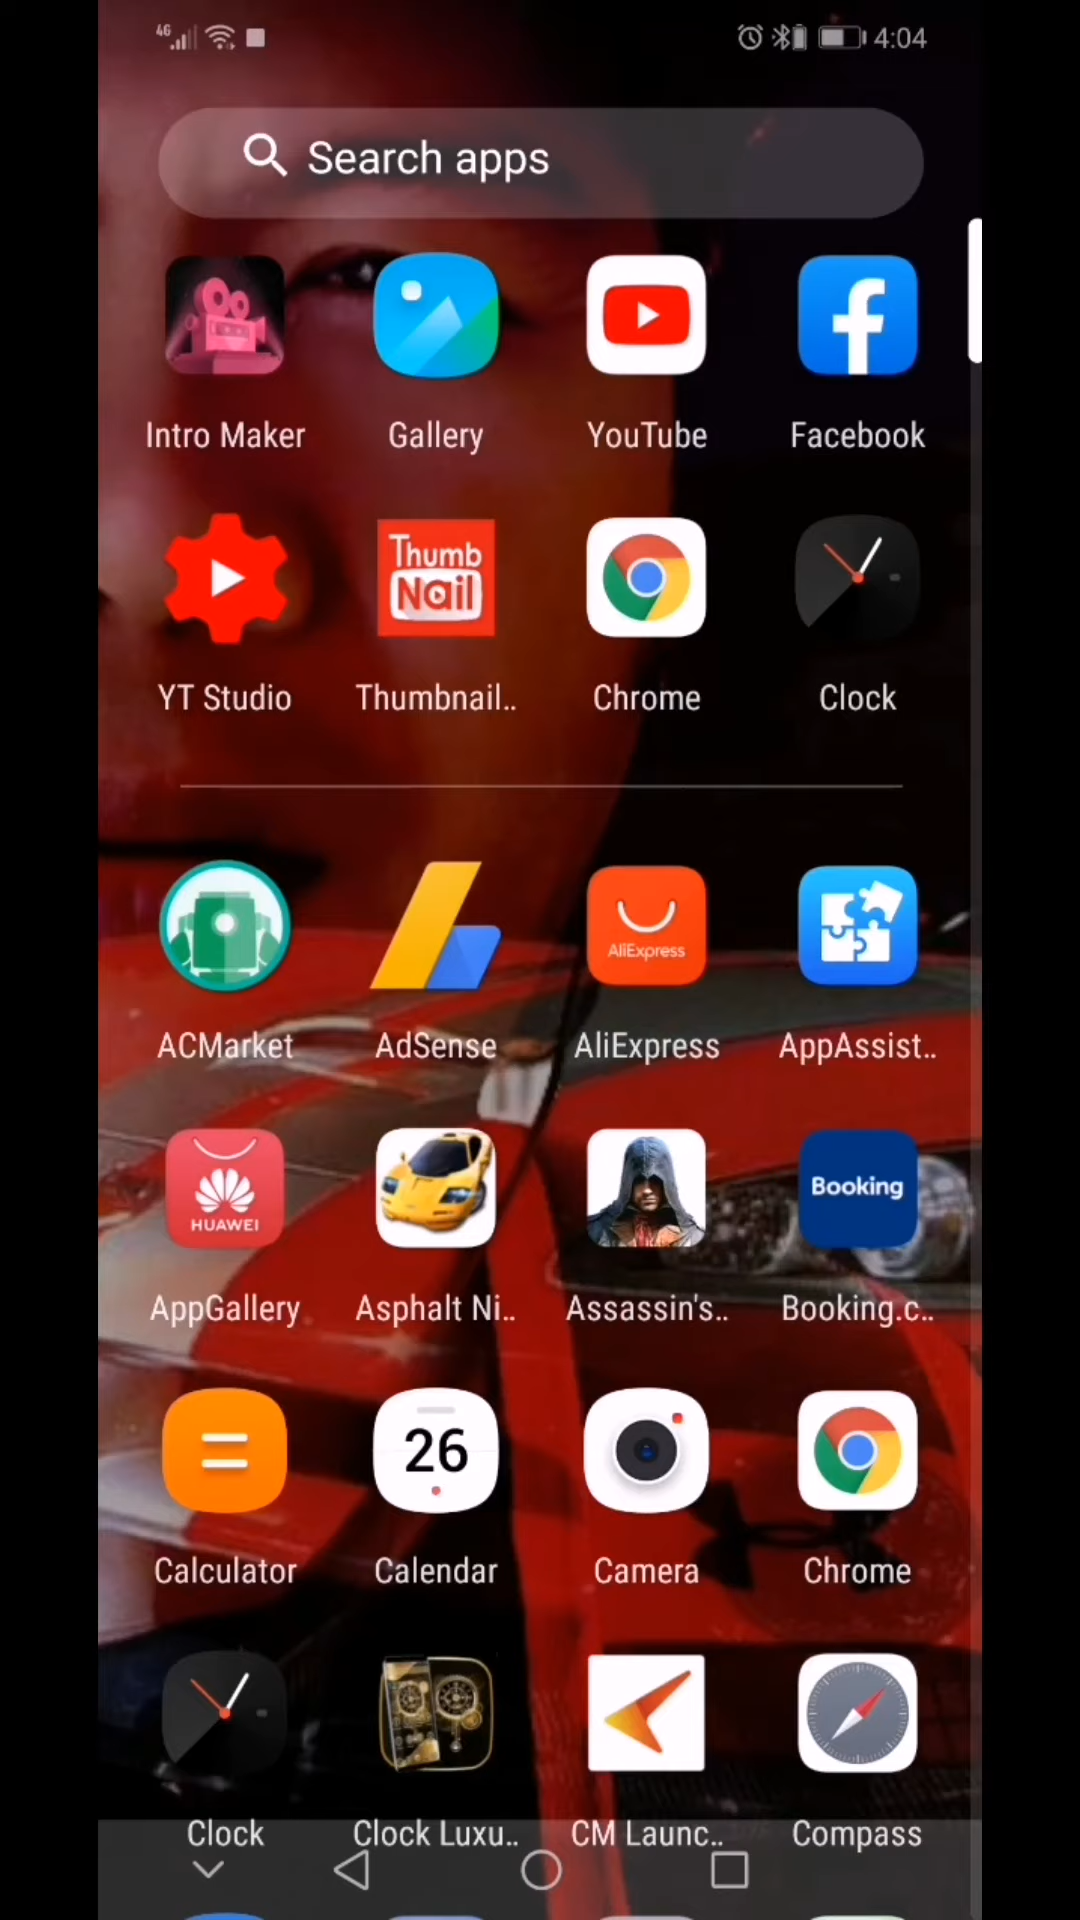 4G 4:04
Search apps
Intro Maker Gallery YouTube Facebook
Thumb
Nail
YT Studio Thumbnail.. Chrome Clock
AliExpress
ACMarket AdSense AliExpress AppAssist..
HUAWEI Booking
AppGallery Asphalt Ni.. Assassin's.. Booking.c..
26
Calculator Calendar Camera Chrome
Clock Clock Luxu.. CM Launc.. Compass